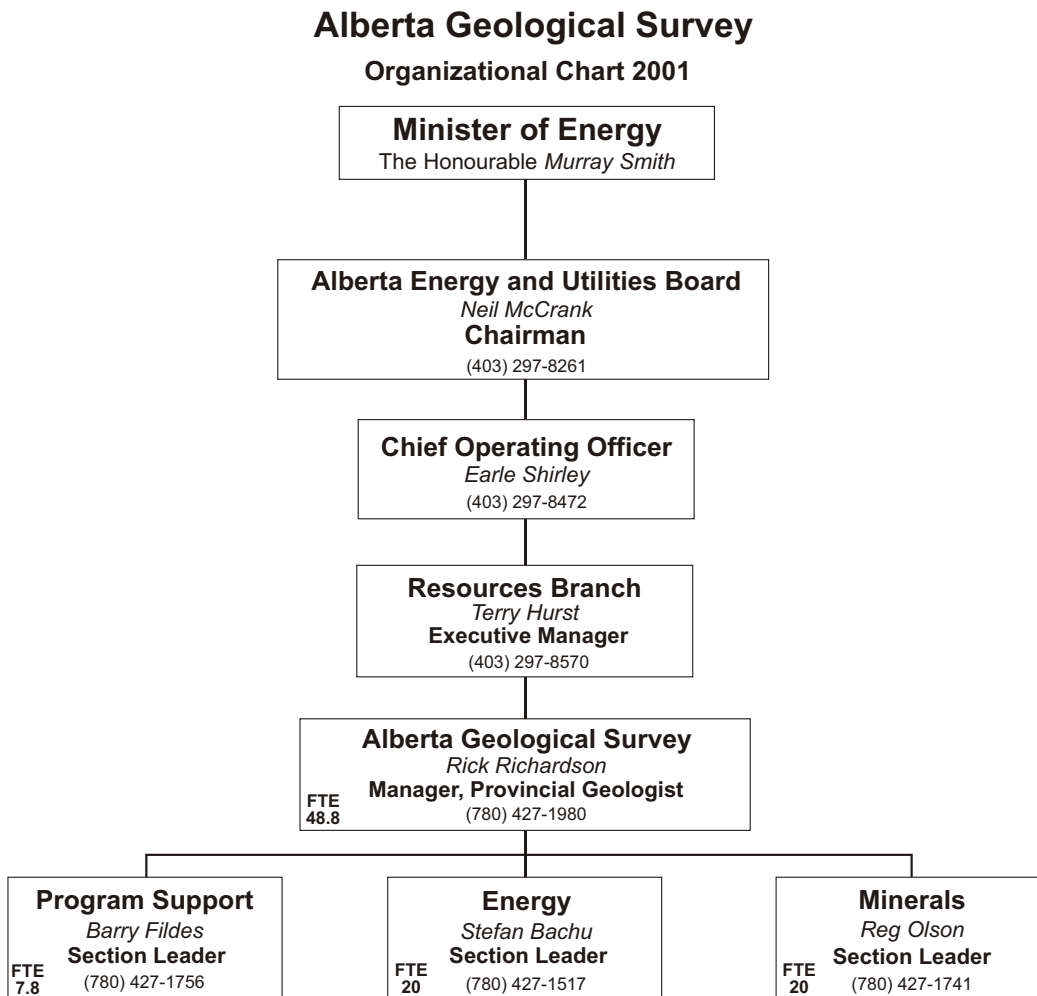 Alberta Geological Survey
Organizational Chart 2001
Minister of Energy
The Honourable Murray Smith
Alberta Energy and Utilities Board
Neil McCrank
Chairman
(403) 297-8261
Chief Operating Officer
Earle Shirley
(403) 297-8472
Resources Branch
Terry Hurst
Executive Manager
(403) 297-8570
Alberta Geological Survey
Rick Richardson
Manager, Provincial Geologist
(780) 427-1980
FTE
48.8
Program Support
Barry Fildes
Section Leader
(780) 427-1756
FTE
7.8
Energy
Stefan Bachu
Section Leader
(780) 427-1517
FTE
20
Minerals
Reg Olson
Section Leader
(780) 427-1741
FTE
20